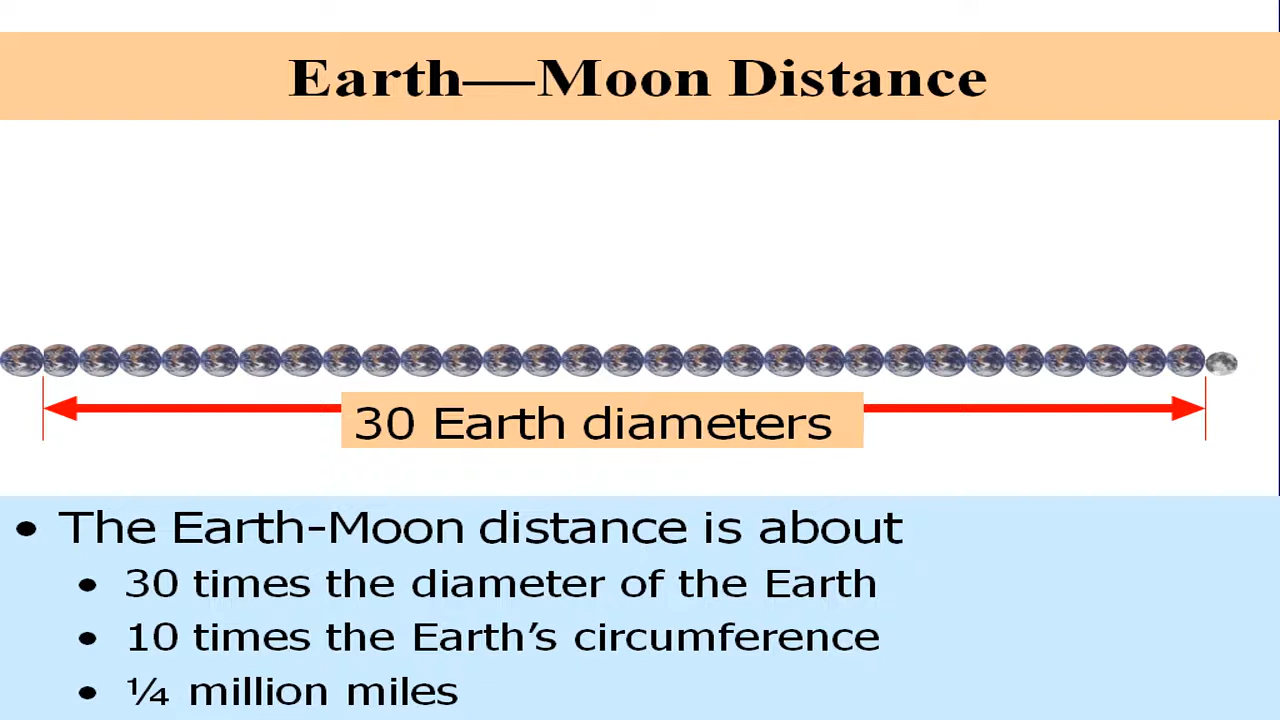 Earth—Moon Distance
30 Earth diameters
• The Earth-Moon distance is about
• 30 times the diameter of the Earth
• 10 times the Earth’s circumference
• ¼ million miles